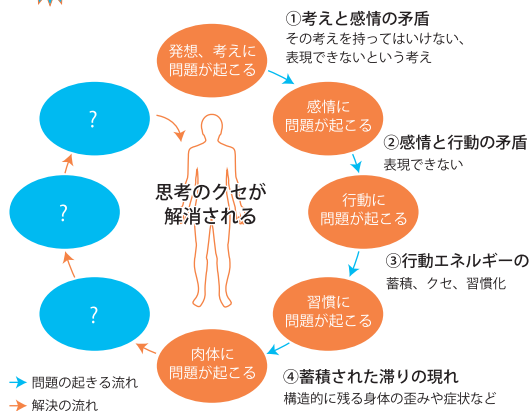 ①考えと感情の矛盾
その考えを持ってはいけない、
表現できないという考え
発想、考えに
問題が起こる
感情に
問題が起こる
②感情と行動の矛盾
表現できない
行動に
問題が起こる
③行動エネルギーの
蓄積、クセ、習慣化
習慣に
問題が起こる
④蓄積された滞りの現れ
構造的に残る身体の歪みや症状など
肉体に
問題が起こる
?
?
?
思考のクセが
解消される
問題の起きる流れ
解決の流れ